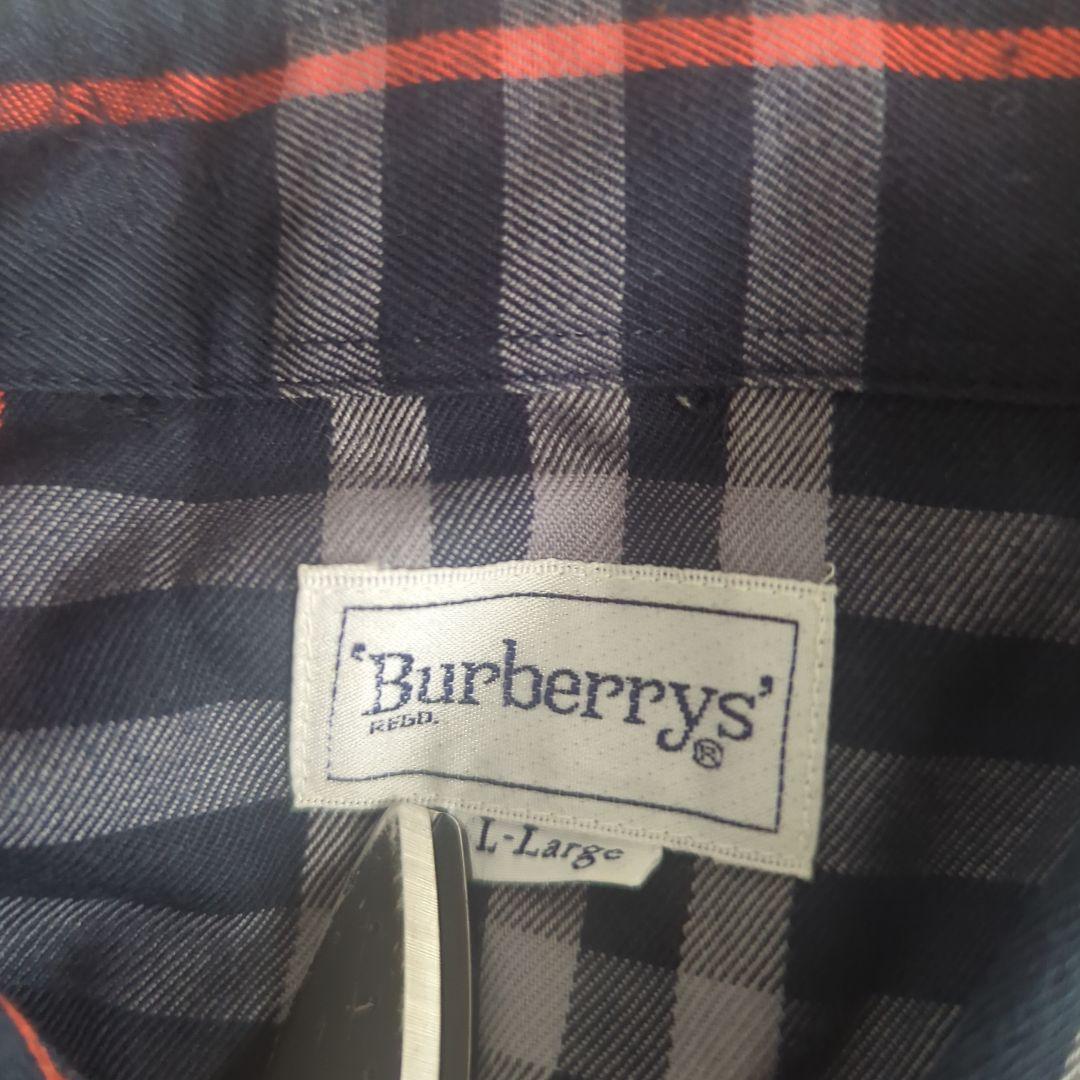 'Burberrys'
REGD.
®
L-Large